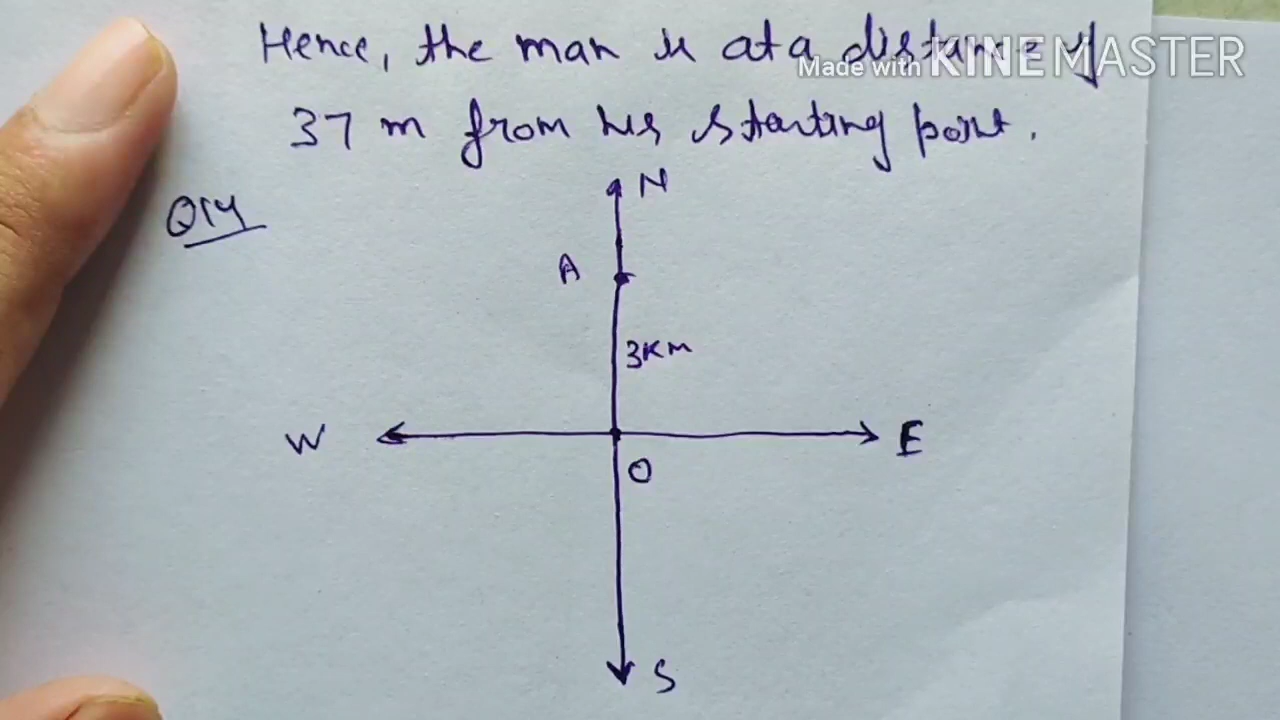 Hence, the man is at a distance of
Made with KINEMASTER
37 m from his starting point.
Q14
N
A
3KM
W
E
O
S